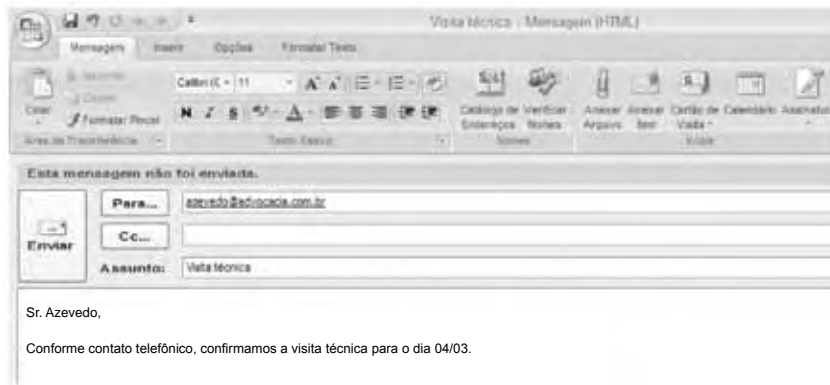 Visita técnica - Mensagem (HTML)
Mensagem Inserir Opções Formatar Texto
Colar
Formatar Pincel
Área de Transferência
Calibri (C 11
N I S
Texto Básico
Catálogo de Endereços
Verificar Nomes
Nomes
Anexar Arquivo
Anexar Item
Cartão de Visita
Calendário
Assinatura
Incluir
Esta mensagem não foi enviada.
Enviar
Para... azevedo@advocacia.com.br
Cc...
Assunto: Visita técnica
Sr. Azevedo,
Conforme contato telefônico, confirmamos a visita técnica para o dia 04/03.